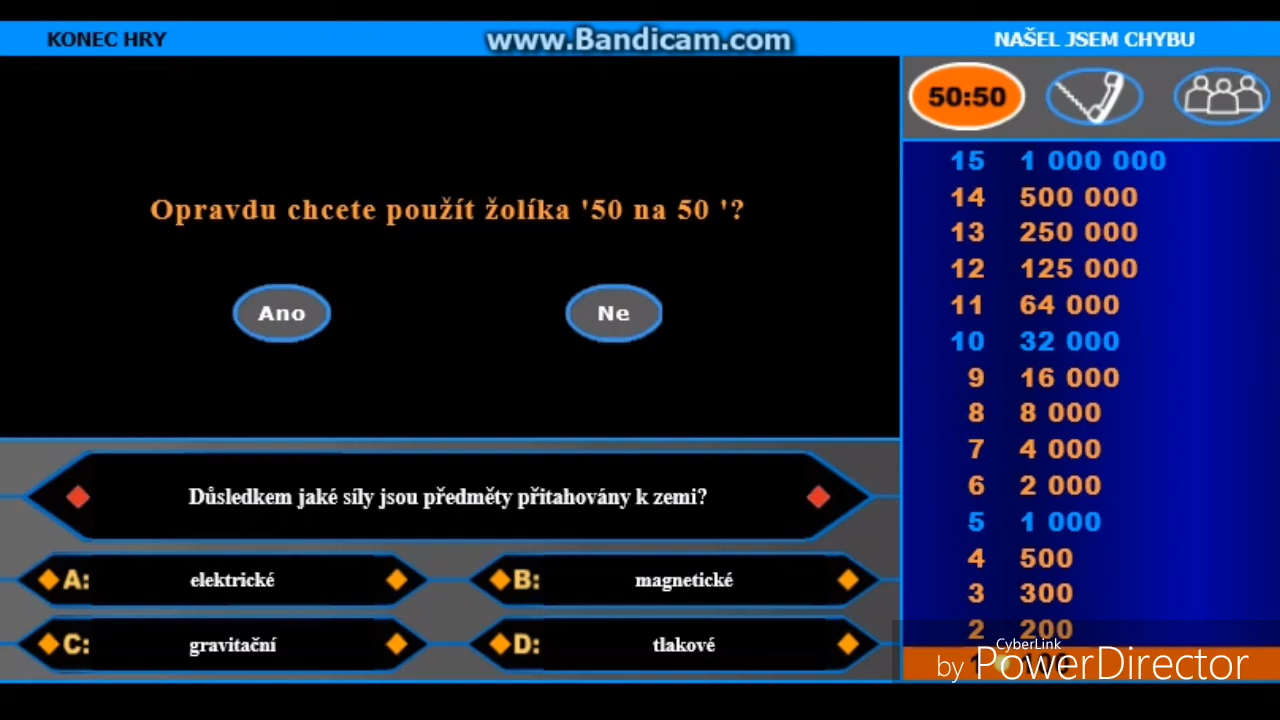 KONEC HRY
www.Bandicam.com
NAŠEL JSEM CHYBU
50:50
Opravdu chcete použít žolíka '50 na 50 '?
Ano
Ne
15 1 000 000
14 500 000
13 250 000
12 125 000
11 64 000
10 32 000
9 16 000
8 8 000
7 4 000
6 2 000
5 1 000
4 500
3 300
2 200
1 100
Důsledkem jaké síly jsou předměty přitahovány k zemi?
A: elektrické
B: magnetické
C: gravitační
D: tlakové
CyberLink
by PowerDirector